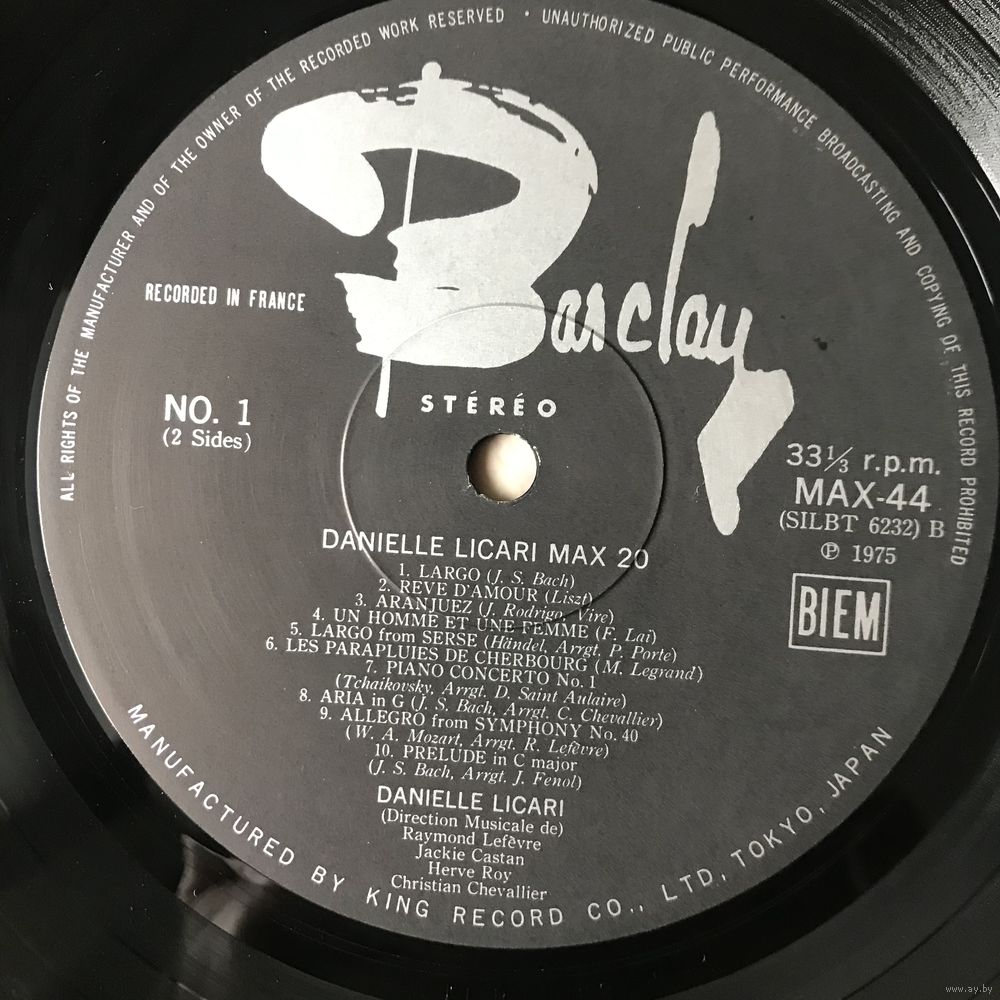 ALL RIGHTS OF THE MANUFACTURER AND OF THE OWNER OF THE RECORDED WORK RESERVED • UNAUTHORIZED PUBLIC PERFORMANCE BROADCASTING AND COPYING OF THIS RECORD PROHIBITED
Barclay
RECORDED IN FRANCE
STÉRÉO
NO. 1
(2 Sides)
33⅓ r.p.m.
MAX-44
(SILBT 6232) B
℗ 1975
BIEM
DANIELLE LICARI MAX 20
1. LARGO (J. S. Bach)
2. REVE D'AMOUR (Liszt)
3. ARANJUEZ (J. Rodrigo, Vire)
4. UN HOMME ET UNE FEMME (F. Lai)
5. LARGO from SERSE (Händel, Arrgt. P. Porte)
6. LES PARAPLUIES DE CHERBOURG (M. Legrand)
7. PIANO CONCERTO No. 1
(Tchaikovsky, Arrgt. D. Saint Aulaire)
8. ARIA in G (J. S. Bach, Arrgt. C. Chevallier)
9. ALLEGRO from SYMPHONY No. 40
(W. A. Mozart, Arrgt. R. Lefèvre)
10. PRELUDE in C major
(J. S. Bach, Arrgt. J. Fenol)
DANIELLE LICARI
(Direction Musicale de)
Raymond Lefèvre
Jackie Castan
Herve Roy
Christian Chevallier
MANUFACTURED BY KING RECORD CO., LTD, TOKYO, JAPAN
www.ay.by